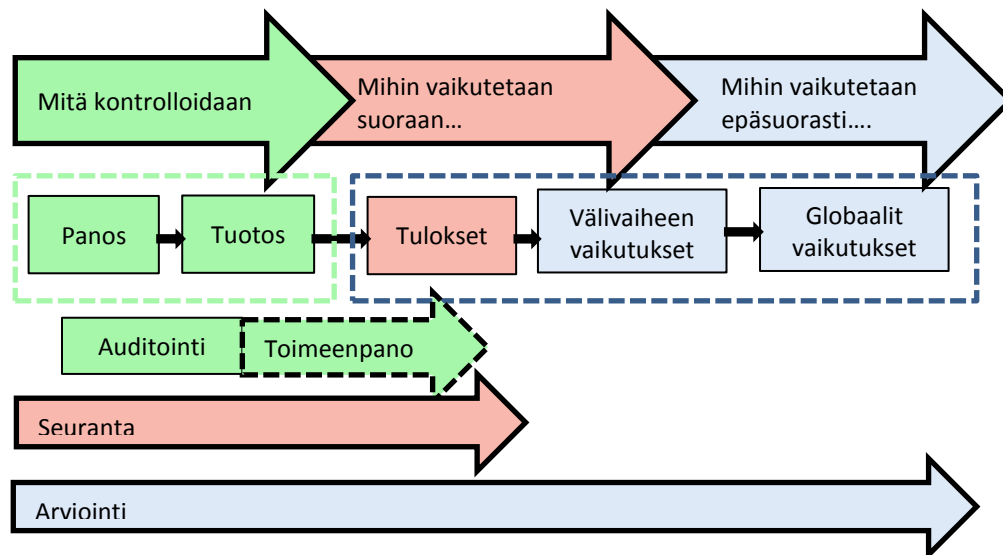 Mitä kontrolloidaan
Mihin vaikutetaan
suoraan…
Mihin vaikutetaan
epäsuorasti….
Panos
Tuotos
Tulokset
Välivaiheen
vaikutukset
Globaalit
vaikutukset
Auditointi
Toimeenpano
Seuranta
Arviointi